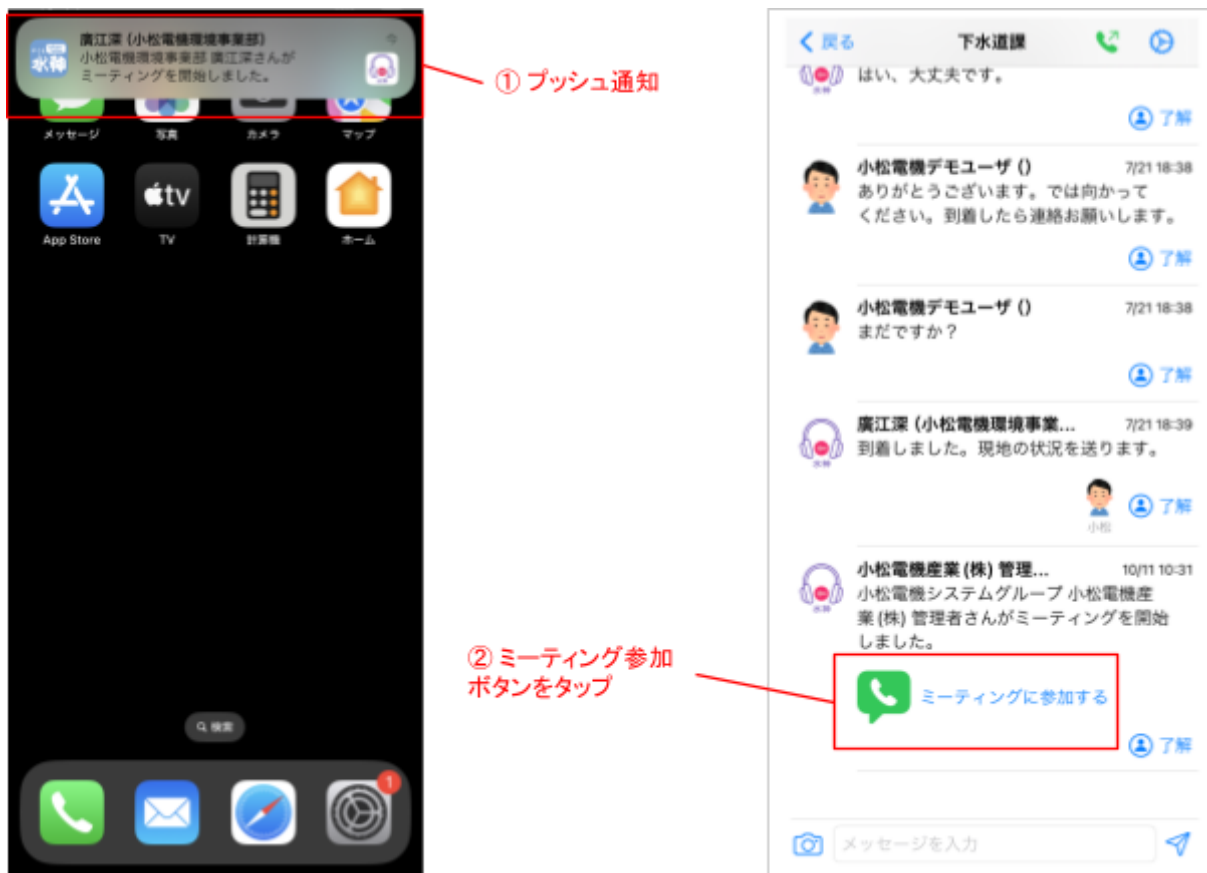 廣江深 (小松電機環境事業部)
小松電機環境事業部 廣江深さんが
ミーティングを開始しました。
水神
① プッシュ通知
メッセージ
写真
カメラ
マップ
App Store
TV
計算機
ホーム
tv
検索
1
戻る
下水道課
はい、大丈夫です。
水神
了解
小松電機デモユーザ ()
7/21 18:38
ありがとうございます。では向かって
ください。到着したら連絡お願いします。
了解
小松電機デモユーザ ()
7/21 18:38
まだですか？
了解
廣江深 (小松電機環境事業...
7/21 18:39
到着しました。現地の状況を送ります。
水神
小松
了解
小松電機産業 (株) 管理...
10/11 10:31
小松電機システムグループ 小松電機産
業 (株) 管理者さんがミーティングを開始
しました。
水神
② ミーティング参加
ボタンをタップ
ミーティングに参加する
了解
メッセージを入力